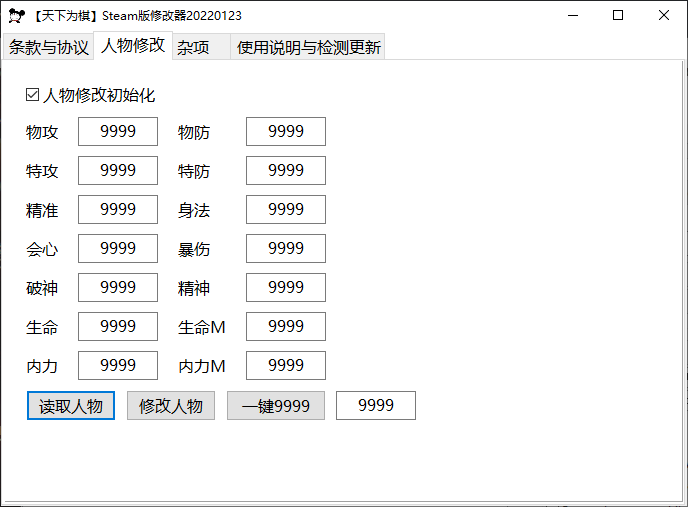 【天下为棋】Steam版修改器20220123
条款与协议 人物修改 杂项 使用说明与检测更新
人物修改初始化
物攻 9999 物防 9999
特攻 9999 特防 9999
精准 9999 身法 9999
会心 9999 暴伤 9999
破神 9999 精神 9999
生命 9999 生命M 9999
内力 9999 内力M 9999
读取人物 修改人物 一键9999 9999